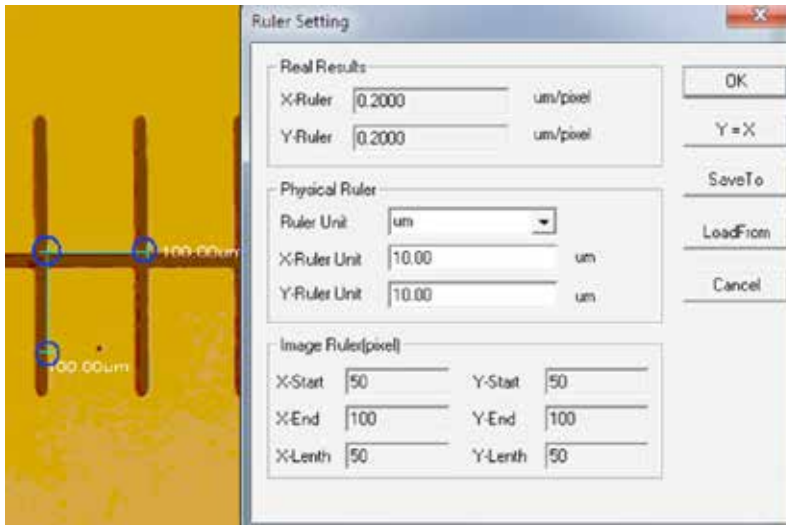 Ruler Setting
Real Results
X-Ruler 0.2000 um/pixel
Y-Ruler 0.2000 um/pixel
Physical Ruler
Ruler Unit um
X-Ruler Unit 10.00 um
Y-Ruler Unit 10.00 um
Image Ruler(pixel)
X-Start 50 Y-Start 50
X-End 100 Y-End 100
X-Lenth 50 Y-Lenth 50
OK
Y = X
SaveTo
LoadFrom
Cancel
100.00um
100.00um